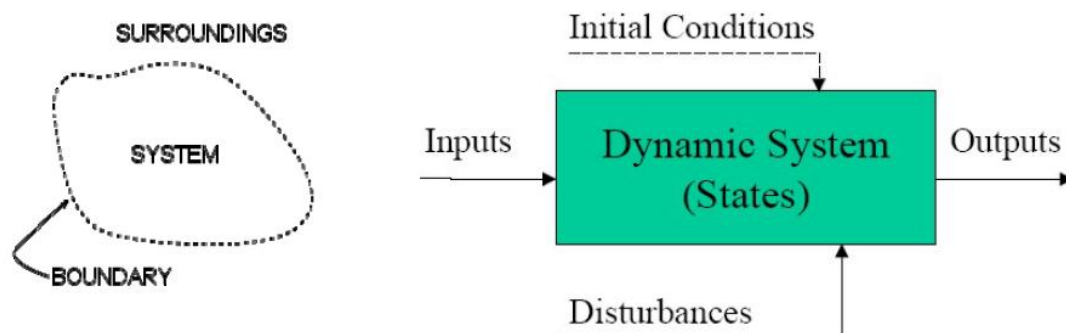 SURROUNDINGS
SYSTEM
BOUNDARY
Initial Conditions
Inputs
Dynamic System
(States)
Outputs
Disturbances